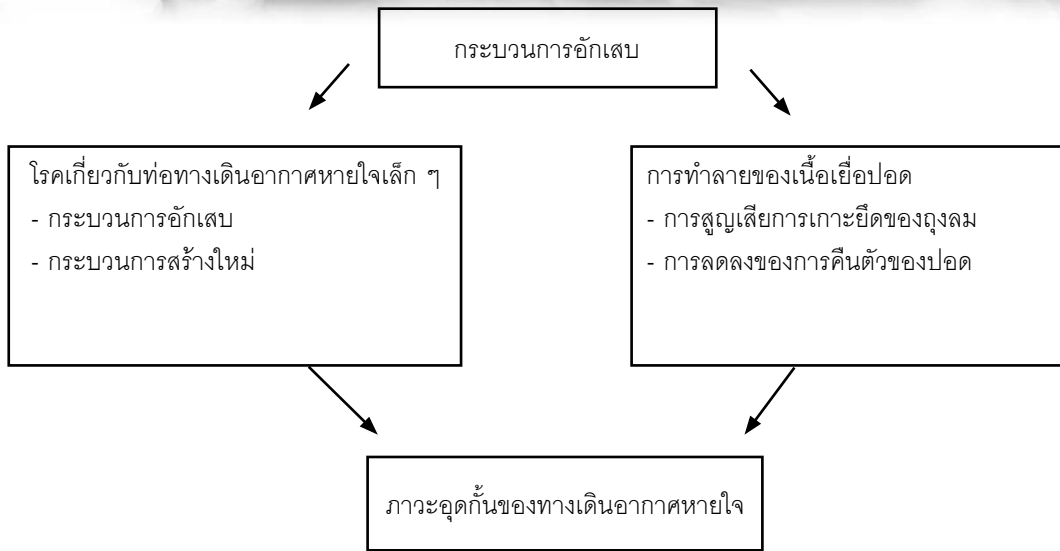 กระบวนการอักเสบ
โรคเกี่ยวกับท่อทางเดินอากาศหายใจเล็ก ๆ
- กระบวนการอักเสบ
- กระบวนการสร้างใหม่
การทำลายของเนื้อเยื่อปอด
- การสูญเสียการเกาะยึดของถุงลม
- การลดลงของการคืนตัวของปอด
ภาวะอุดกั้นของทางเดินอากาศหายใจ